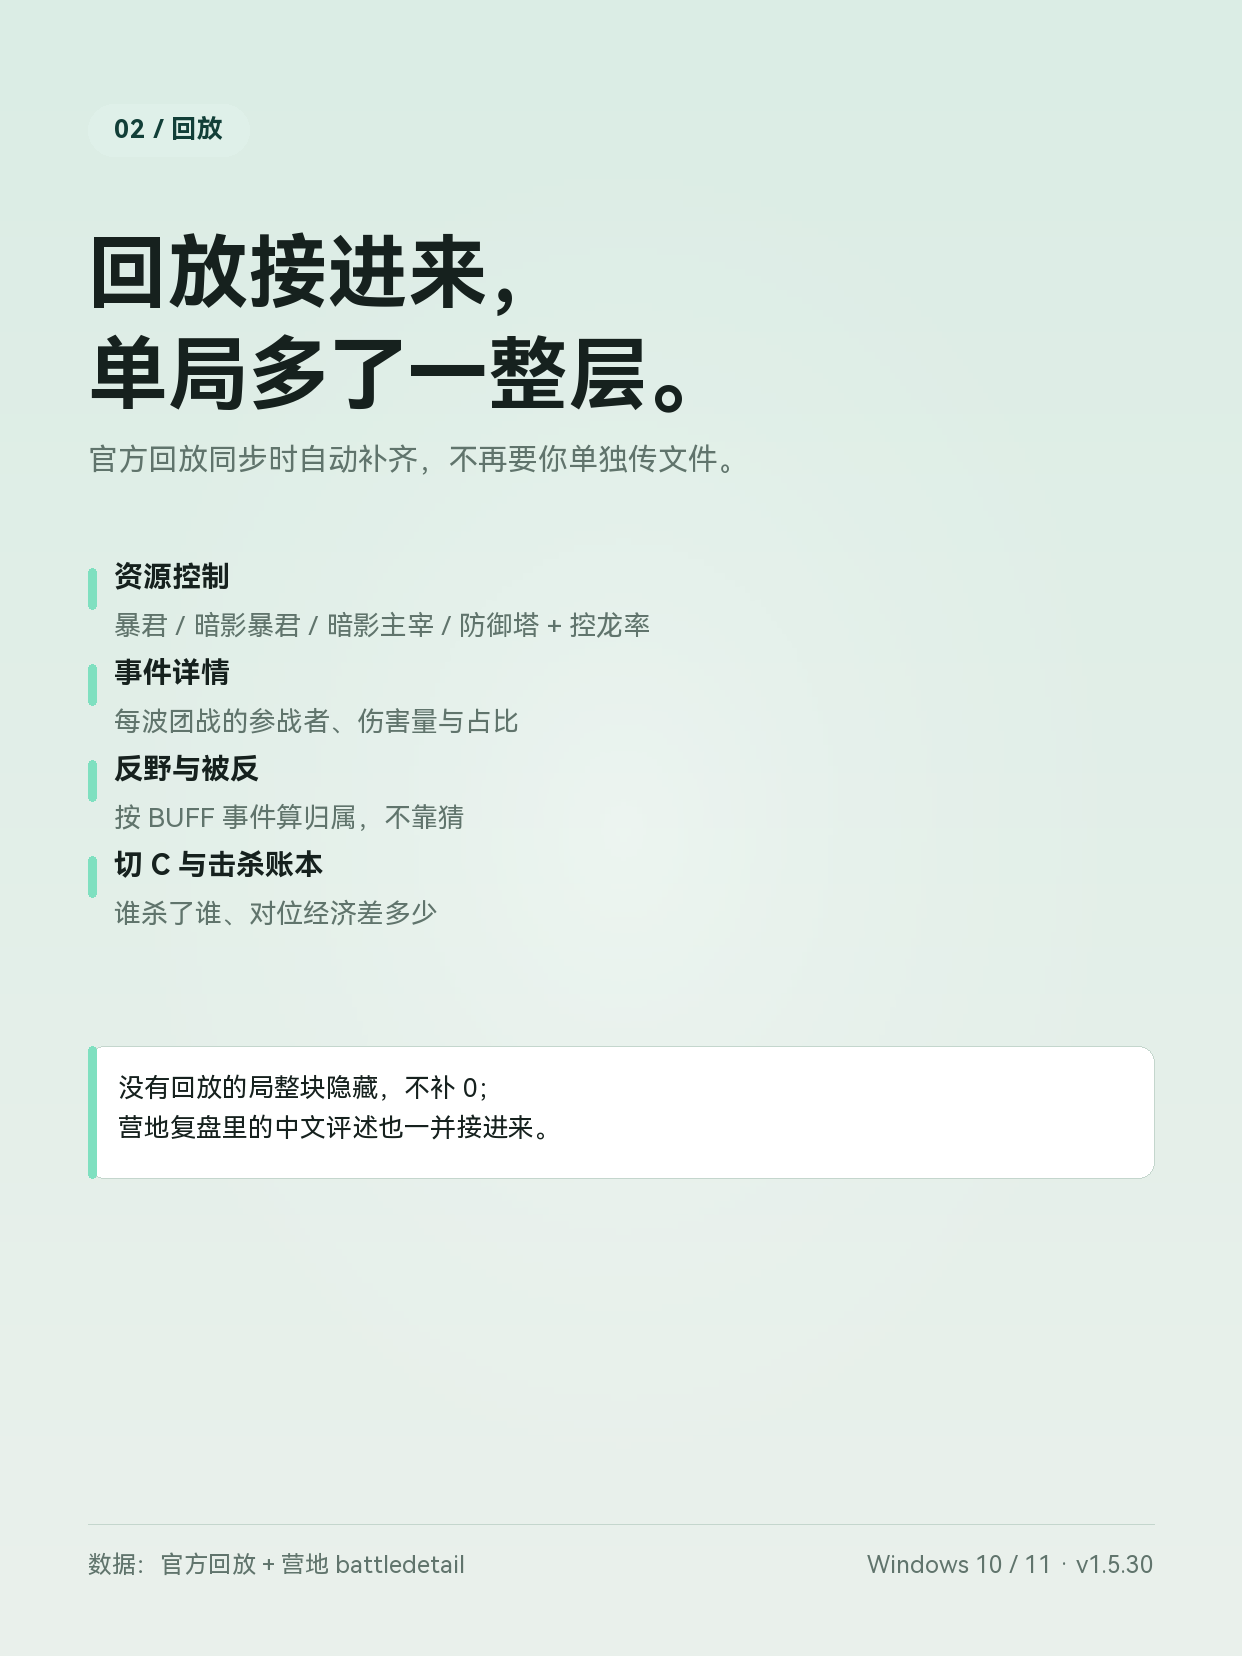 02 / 回放
回放接进来，
单局多了一整层。
官方回放同步时自动补齐，不再要你单独传文件。
资源控制
暴君 / 暗影暴君 / 暗影主宰 / 防御塔 + 控龙率
事件详情
每波团战的参战者、伤害量与占比
反野与被反
按 BUFF 事件算归属，不靠猜
切 C 与击杀账本
谁杀了谁、对位经济差多少
没有回放的局整块隐藏，不补 0；
营地复盘里的中文评述也一并接进来。
数据：官方回放 + 营地 battledetail
Windows 10 / 11 · v1.5.30